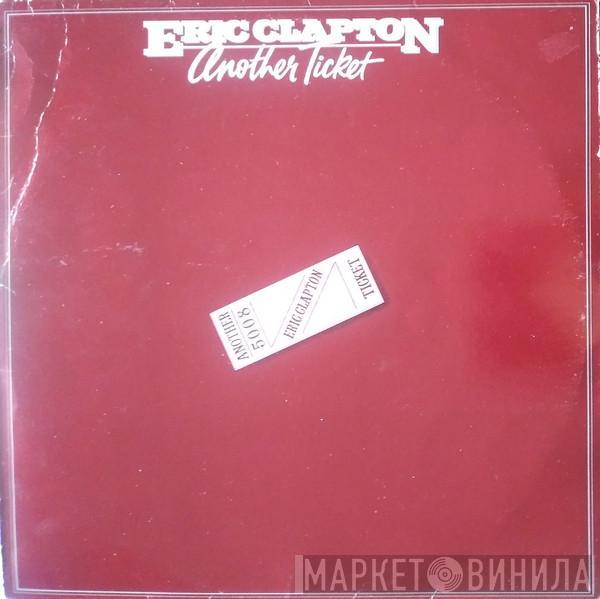 ERIC CLAPTON
Another Ticket
ANOTHER
5008
ERIC CLAPTON
TICKET
МАРКЕТ ВИНИЛА